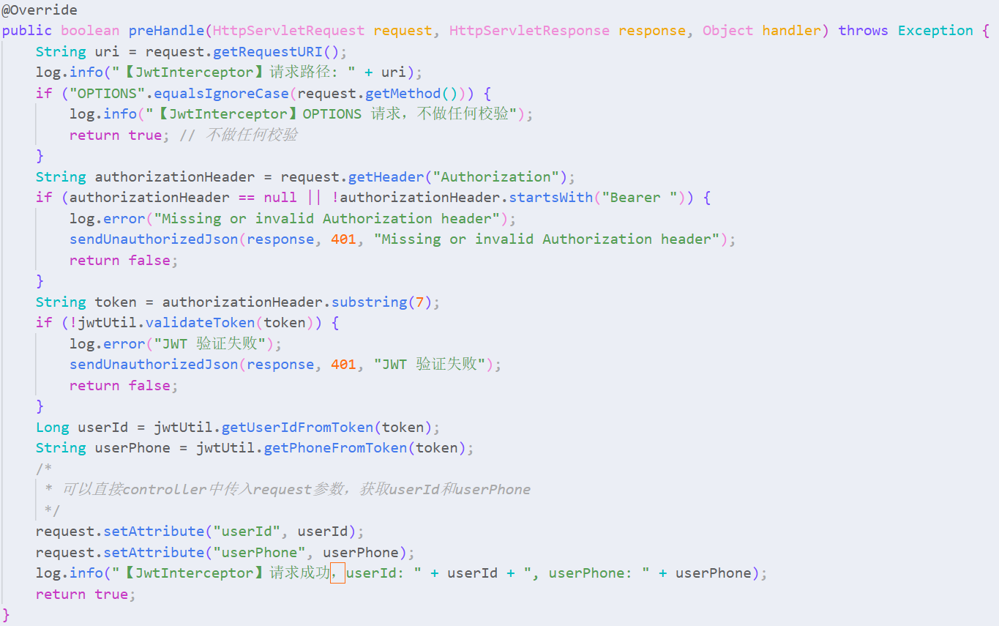 @Override
public boolean preHandle(HttpServletRequest request, HttpServletResponse response, Object handler) throws Exception {
    String uri = request.getRequestURI();
    log.info("【JwtInterceptor】请求路径: " + uri);
    if ("OPTIONS".equalsIgnoreCase(request.getMethod())) {
        log.info("【JwtInterceptor】OPTIONS 请求，不做任何校验");
        return true; // 不做任何校验
    }
    String authorizationHeader = request.getHeader("Authorization");
    if (authorizationHeader == null || !authorizationHeader.startsWith("Bearer ")) {
        log.error("Missing or invalid Authorization header");
        sendUnauthorizedJson(response, 401, "Missing or invalid Authorization header");
        return false;
    }
    String token = authorizationHeader.substring(7);
    if (!jwtUtil.validateToken(token)) {
        log.error("JWT 验证失败");
        sendUnauthorizedJson(response, 401, "JWT 验证失败");
        return false;
    }
    Long userId = jwtUtil.getUserIdFromToken(token);
    String userPhone = jwtUtil.getPhoneFromToken(token);
    /*
     * 可以直接controller中传入request参数，获取userId和userPhone
     */
    request.setAttribute("userId", userId);
    request.setAttribute("userPhone", userPhone);
    log.info("【JwtInterceptor】请求成功，userId: " + userId + ", userPhone: " + userPhone);
    return true;
}